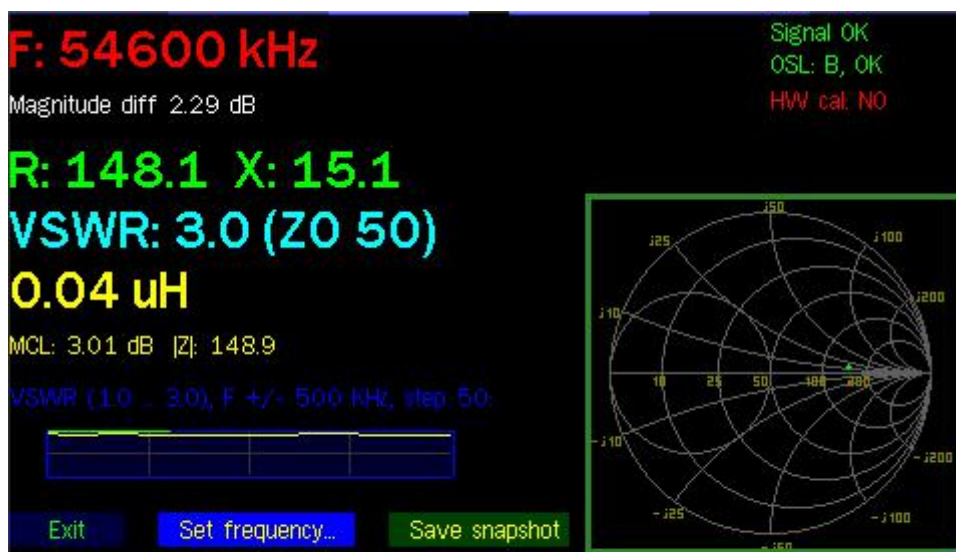 F: 54600 kHz
Signal OK
OSL: B, OK
HW cal: NO
Magnitude diff 2.29 dB
R: 148.1 X: 15.1
VSWR: 3.0 (Z0 50)
0.04 uH
MCL: 3.01 dB |Z|: 148.9
VSWR (1.0 .. 3.0), F +/- 500 KHz, step 50:
Exit
Set frequency...
Save snapshot
j50
j25
j100
j10
j200
10
25
50
100
200
-j10
-j200
-j25
-j100
-j50